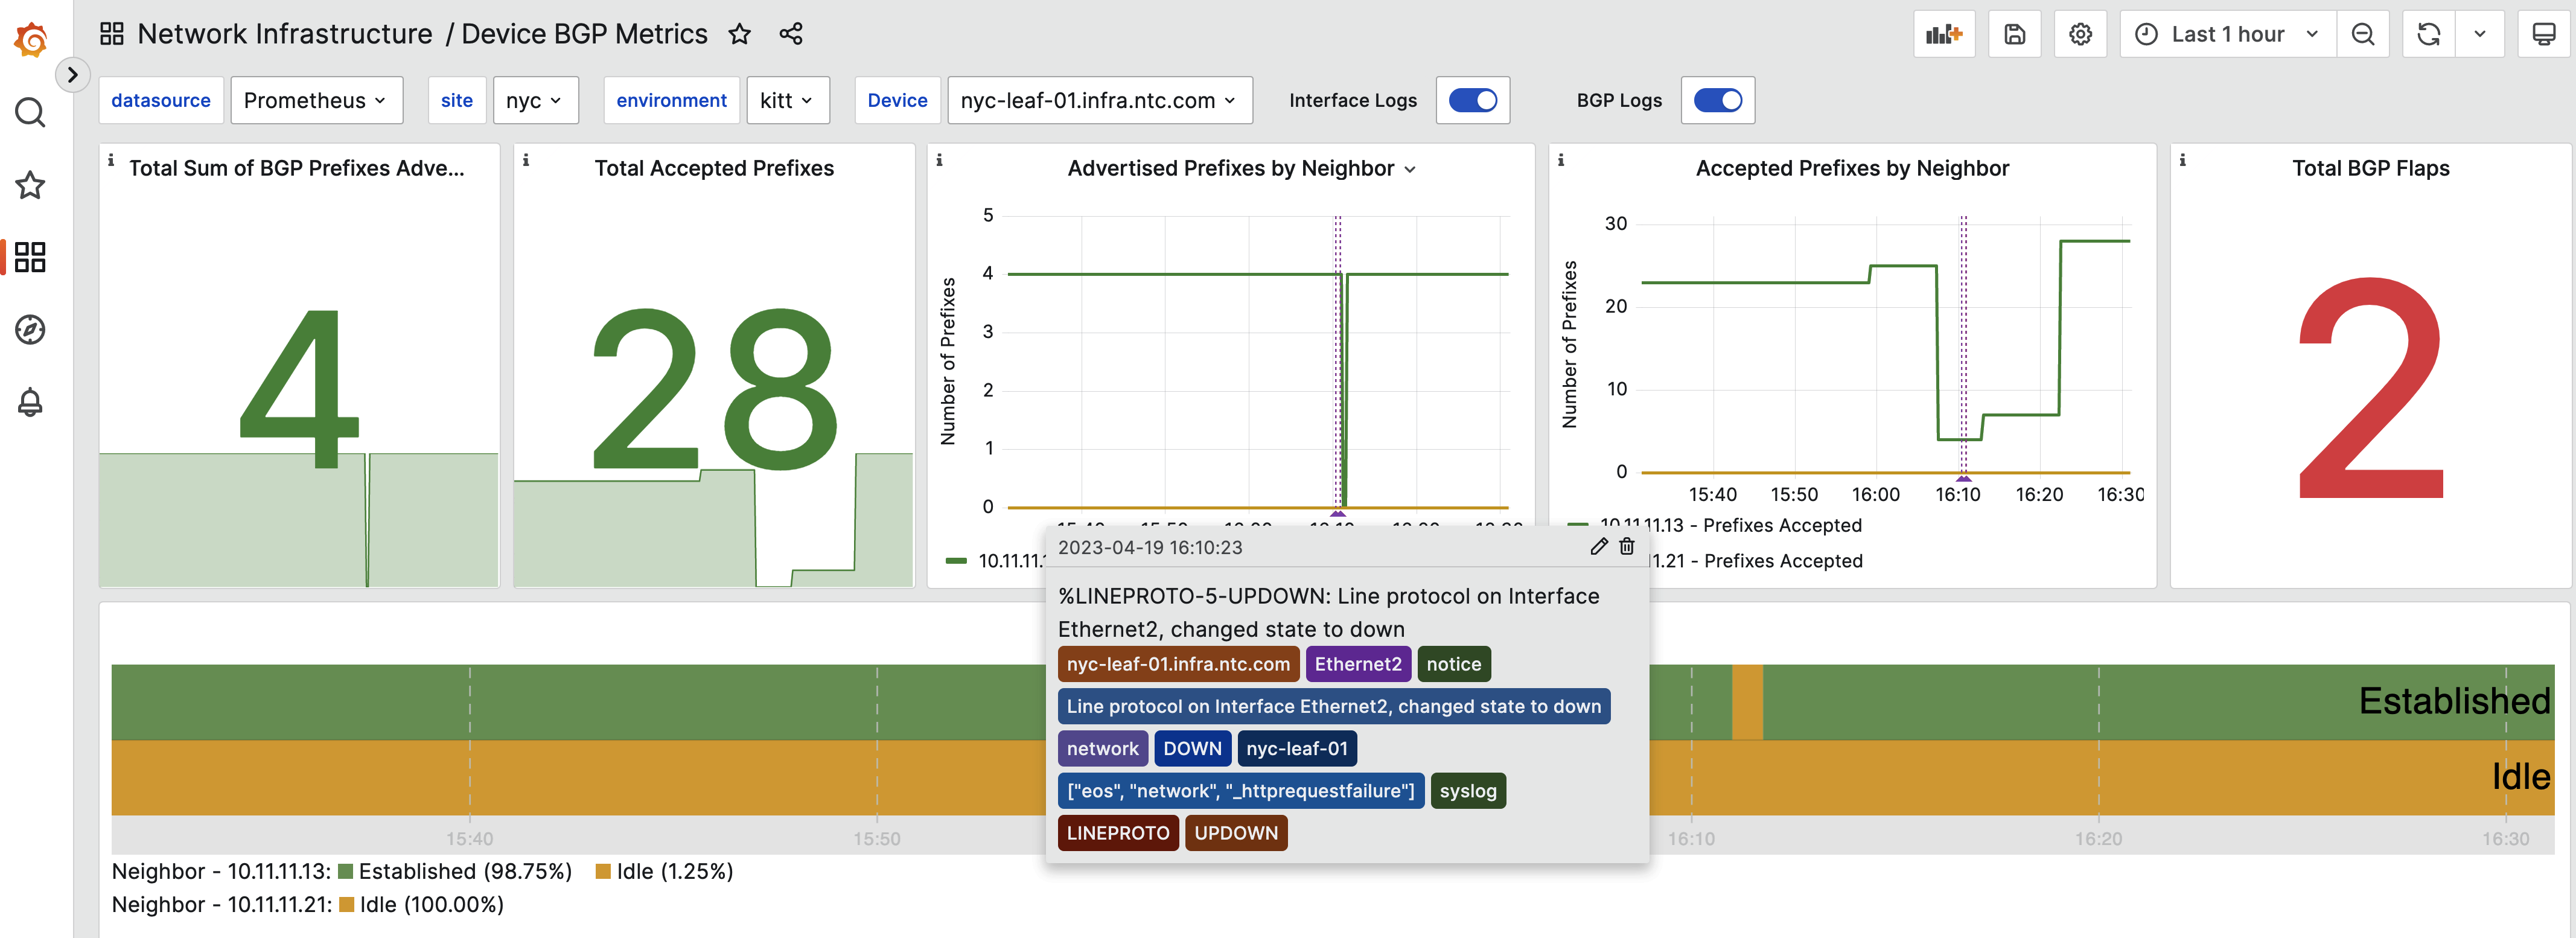 Network Infrastructure / Device BGP Metrics
Last 1 hour
datasource Prometheus site nyc environment kitt Device nyc-leaf-01.infra.ntc.com Interface Logs BGP Logs
Total Sum of BGP Prefixes Adve...
4
Total Accepted Prefixes
28
Advertised Prefixes by Neighbor
Number of Prefixes
5
4
3
2
1
0
10.11.11.1
Accepted Prefixes by Neighbor
Number of Prefixes
30
20
10
0
15:40 15:50 16:00 16:10 16:20 16:30
10.11.11.13 - Prefixes Accepted
11.21 - Prefixes Accepted
Total BGP Flaps
2
2023-04-19 16:10:23
%LINEPROTO-5-UPDOWN: Line protocol on Interface
Ethernet2, changed state to down
nyc-leaf-01.infra.ntc.com Ethernet2 notice
Line protocol on Interface Ethernet2, changed state to down
network DOWN nyc-leaf-01
["eos", "network", "_httprequestfailure"] syslog
LINEPROTO UPDOWN
Established
Idle
15:40 15:50 16:10 16:20 16:30
Neighbor - 10.11.11.13: Established (98.75%) Idle (1.25%)
Neighbor - 10.11.11.21: Idle (100.00%)